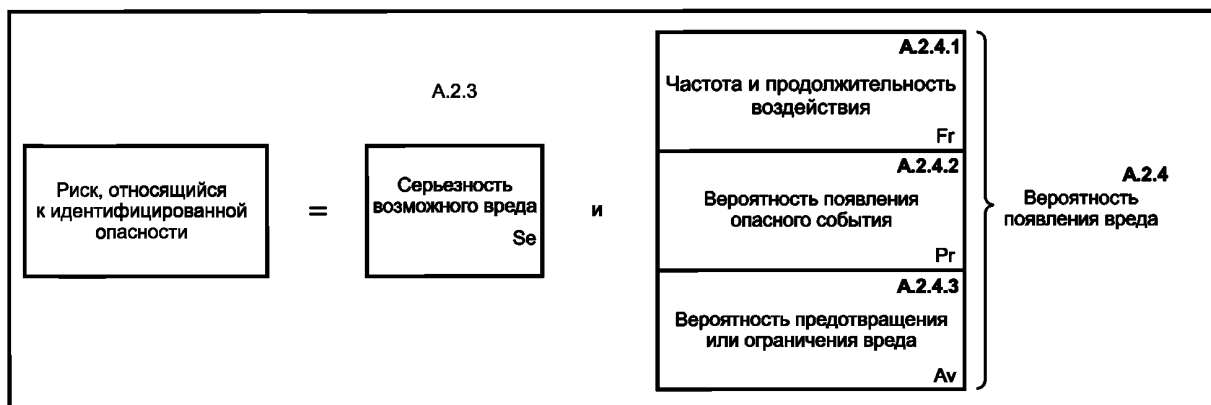 Риск, относящийся
к идентифицированной
опасности
=
А.2.3
Серьезность
возможного вреда
Se
и
А.2.4.1
Частота и продолжительность
воздействия
Fr
А.2.4.2
Вероятность появления
опасного события
Pr
А.2.4.3
Вероятность предотвращения
или ограничения вреда
Av
А.2.4
Вероятность
появления вреда